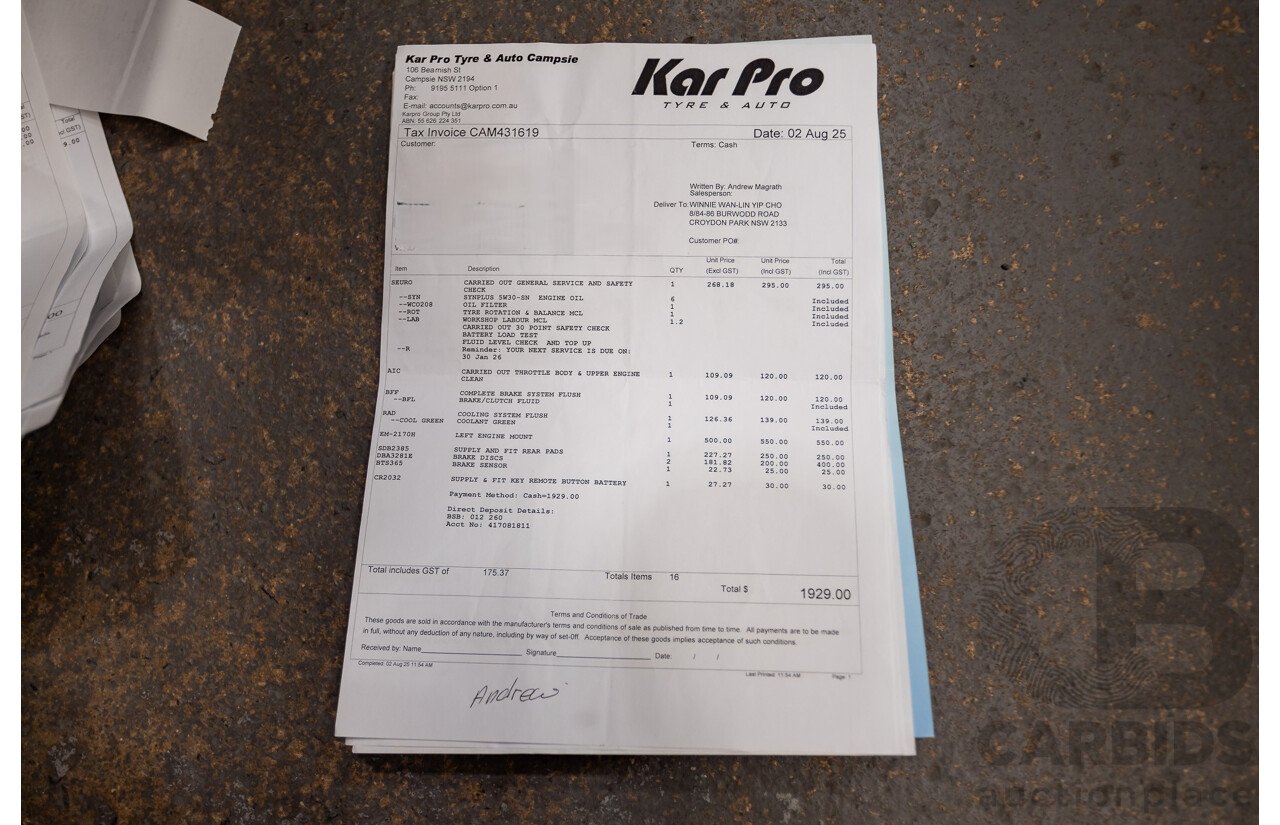 Kar Pro Tyre & Auto Campsie
106 Beamish St
Campsie NSW 2194
Ph: 9195 5111 Option 1
Fax:
E-mail: accounts@karpro.com.au
Karpro Group Pty Ltd
ABN: 55 626 224 351
Kar Pro
TYRE & AUTO
Tax Invoice CAM431619 Date: 02 Aug 25
Customer: Terms: Cash
Written By: Andrew Magrath
Salesperson:
Deliver To: WINNIE WAN-LIN YIP CHO
8/84-86 BURWODD ROAD
CROYDON PARK NSW 2133
Customer PO#:
Item Description QTY Unit Price (Excl GST) Unit Price (Incl GST) Total (Incl GST)
SEURO CARRIED OUT GENERAL SERVICE AND SAFETY 1 268.18 295.00 295.00
CHECK
--SYN SYNPLUS 5W30-SN ENGINE OIL 6 Included
--WCO208 OIL FILTER 1 Included
--ROT TYRE ROTATION & BALANCE MCL 1 Included
--LAB WORKSHOP LABOUR MCL 1.2 Included
CARRIED OUT 30 POINT SAFETY CHECK
BATTERY LOAD TEST
FLUID LEVEL CHECK AND TOP UP
--R Reminder: YOUR NEXT SERVICE IS DUE ON:
30 Jan 26
AIC CARRIED OUT THROTTLE BODY & UPPER ENGINE 1 109.09 120.00 120.00
CLEAN
BFF COMPLETE BRAKE SYSTEM FLUSH 1 109.09 120.00 120.00
--BFL BRAKE/CLUTCH FLUID 1 Included
RAD COOLING SYSTEM FLUSH 1 126.36 139.00 139.00
--COOL GREEN COOLANT GREEN 1 Included
EM-2170H LEFT ENGINE MOUNT 1 500.00 550.00 550.00
SDB2385 SUPPLY AND FIT REAR PADS 1 227.27 250.00 250.00
DBA3281E BRAKE DISCS 2 181.82 200.00 400.00
BTS365 BRAKE SENSOR 1 22.73 25.00 25.00
CR2032 SUPPLY & FIT KEY REMOTE BUTTON BATTERY 1 27.27 30.00 30.00
Payment Method: Cash=1929.00
Direct Deposit Details:
BSB: 012 260
Acct No: 417081811
Total includes GST of 175.37 Totals Items 16
Total $ 1929.00
Terms and Conditions of Trade
These goods are sold in accordance with the manufacturer's terms and conditions of sale as published from time to time. All payments are to be made
in full, without any deduction of any nature, including by way of set-0ff. Acceptance of these goods implies acceptance of such conditions.
Received by: Name Signature Date: / /
Completed: 02 Aug 25 11:54 AM Last Printed: 11:54 AM Page: 1
Andrew
CARBIDS
auctionplace